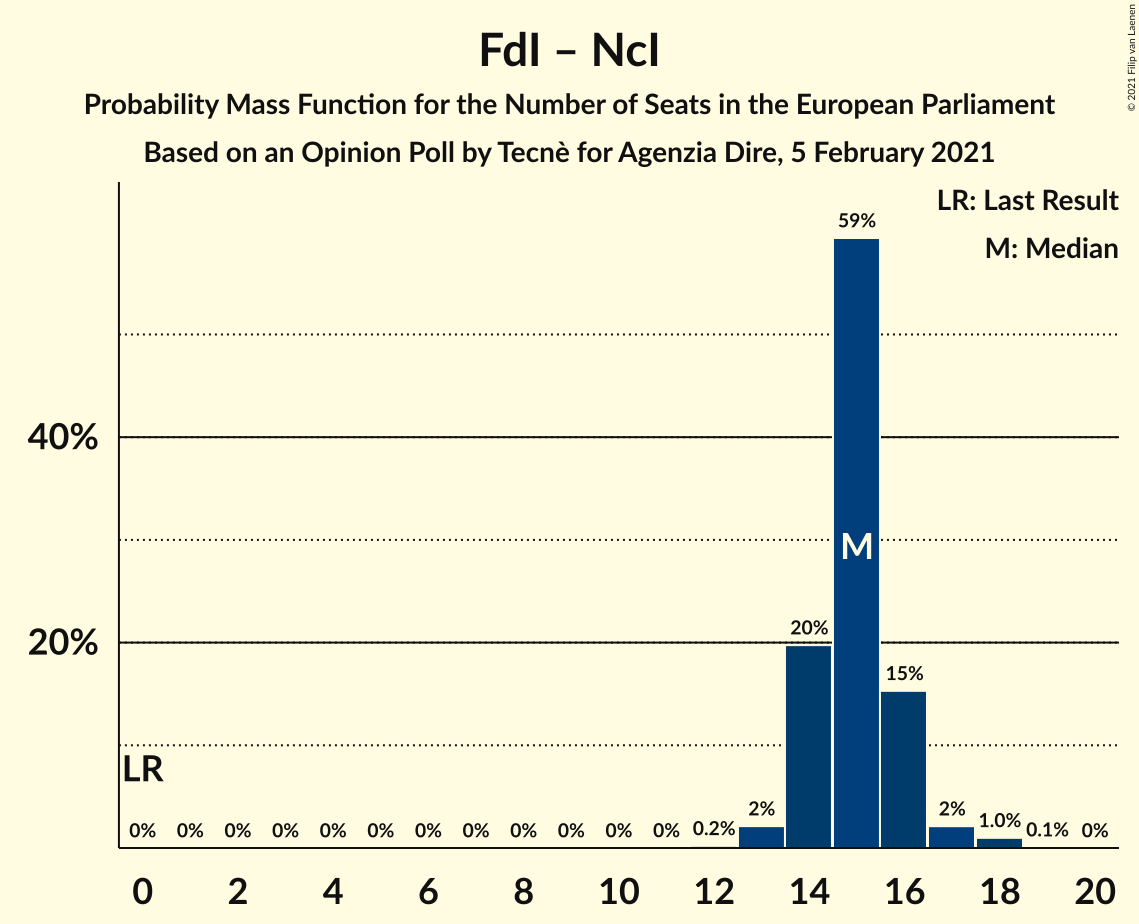 FdI – NcI
Probability Mass Function for the Number of Seats in the European Parliament
Based on an Opinion Poll by Tecnè for Agenzia Dire, 5 February 2021
© 2021 Filip van Laenen
LR: Last Result
M: Median
59%
40%
M
20%
20%
15%
LR
0% 0% 0% 0% 0% 0% 0% 0% 0% 0% 0% 0% 0.2% 2% 2% 1.0% 0.1% 0%
0 2 4 6 8 10 12 14 16 18 20